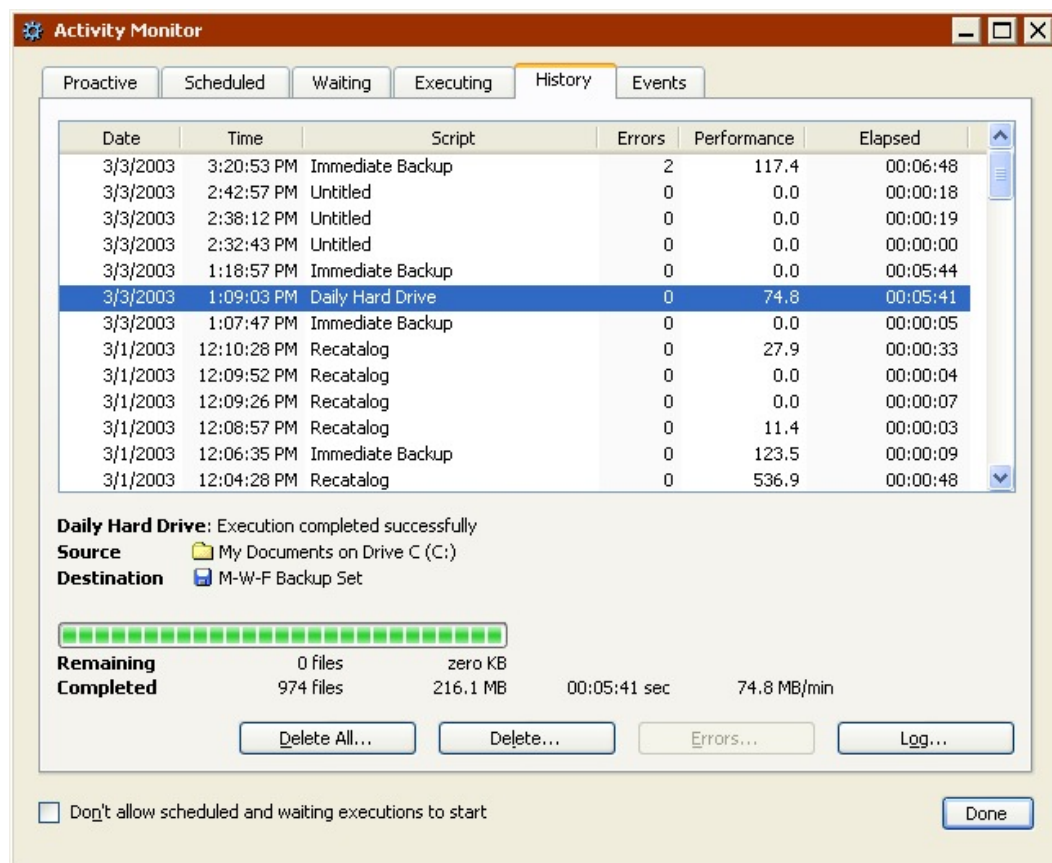 Activity Monitor
Proactive Scheduled Waiting Executing History Events
Date Time Script Errors Performance Elapsed
3/3/2003 3:20:53 PM Immediate Backup 2 117.4 00:06:48
3/3/2003 2:42:57 PM Untitled 0 0.0 00:00:18
3/3/2003 2:38:12 PM Untitled 0 0.0 00:00:19
3/3/2003 2:32:43 PM Untitled 0 0.0 00:00:00
3/3/2003 1:18:57 PM Immediate Backup 0 0.0 00:05:44
3/3/2003 1:09:03 PM Daily Hard Drive 0 74.8 00:05:41
3/3/2003 1:07:47 PM Immediate Backup 0 0.0 00:00:05
3/1/2003 12:10:28 PM Recatalog 0 27.9 00:00:33
3/1/2003 12:09:52 PM Recatalog 0 0.0 00:00:04
3/1/2003 12:09:26 PM Recatalog 0 0.0 00:00:07
3/1/2003 12:08:57 PM Recatalog 0 11.4 00:00:03
3/1/2003 12:06:35 PM Immediate Backup 0 123.5 00:00:09
3/1/2003 12:04:28 PM Recatalog 0 536.9 00:00:48
Daily Hard Drive: Execution completed successfully
Source My Documents on Drive C (C:)
Destination M-W-F Backup Set
Remaining 0 files zero KB
Completed 974 files 216.1 MB 00:05:41 sec 74.8 MB/min
Delete All... Delete... Errors... Log...
Don't allow scheduled and waiting executions to start Done